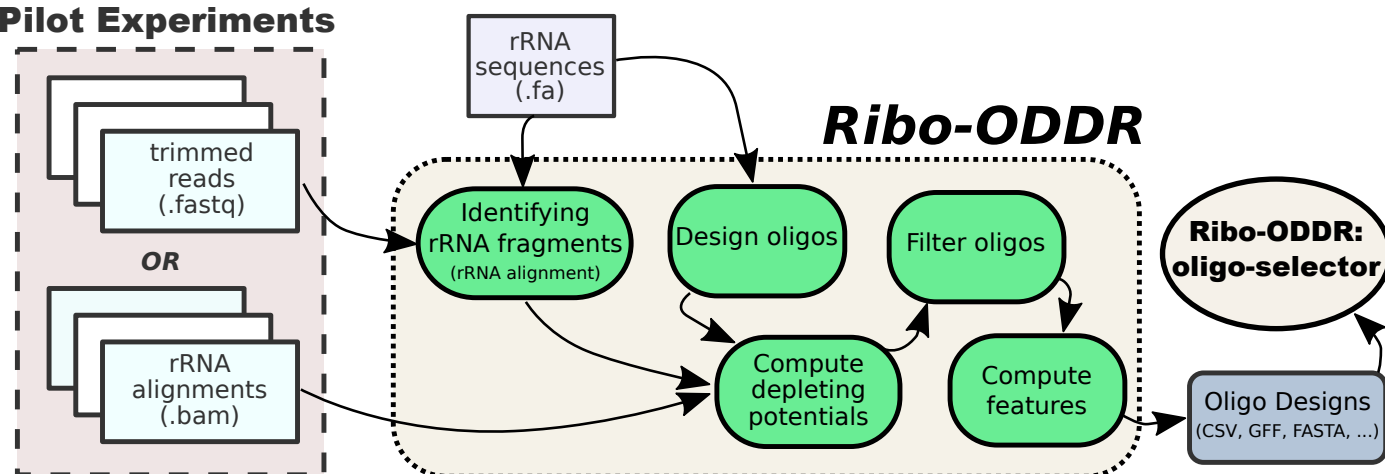 Pilot Experiments
trimmed
reads
(.fastq)
OR
rRNA
alignments
(.bam)
rRNA
sequences
(.fa)
Ribo-ODDR
Identifying
rRNA fragments
(rRNA alignment)
Design oligos
Filter oligos
Compute
depleting
potentials
Compute
features
Ribo-ODDR:
oligo-selector
Oligo Designs
(CSV, GFF, FASTA, ...)